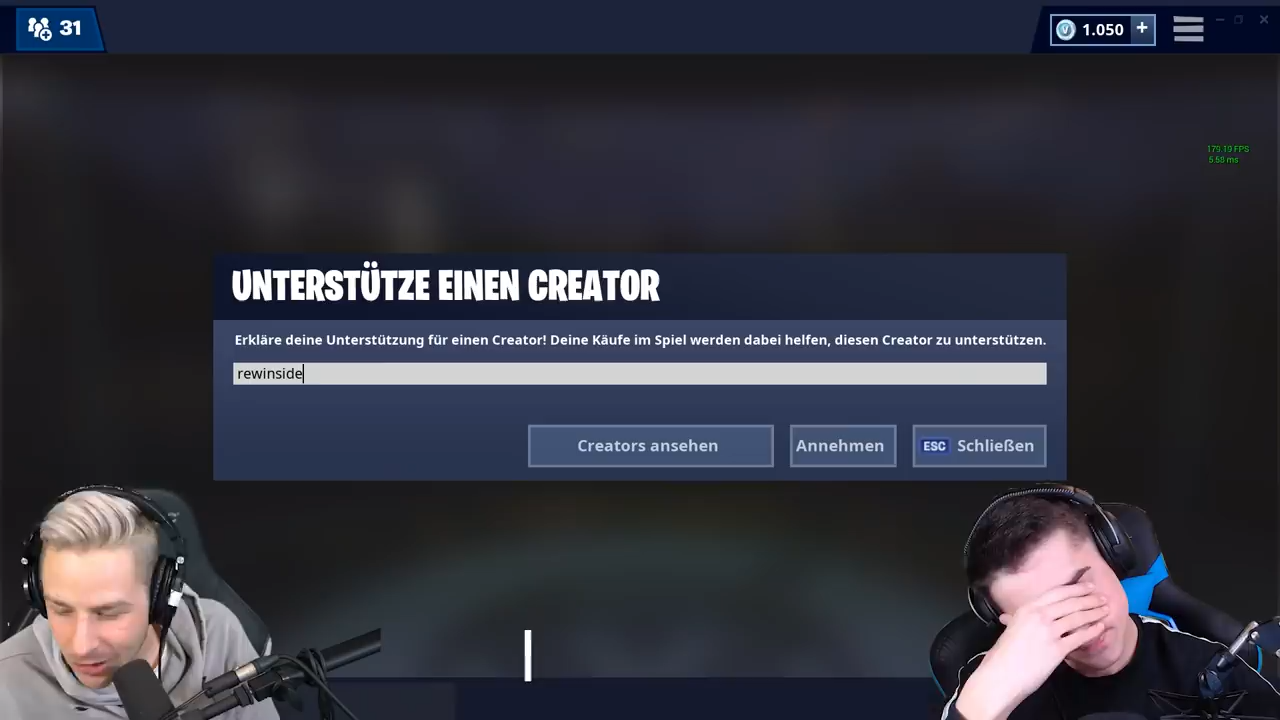 31
1.050 +
179.19 FPS
5.58 ms
UNTERSTÜTZE EINEN CREATOR
Erkläre deine Unterstützung für einen Creator! Deine Käufe im Spiel werden dabei helfen, diesen Creator zu unterstützen.
rewinside
Creators ansehen Annehmen ESC Schließen